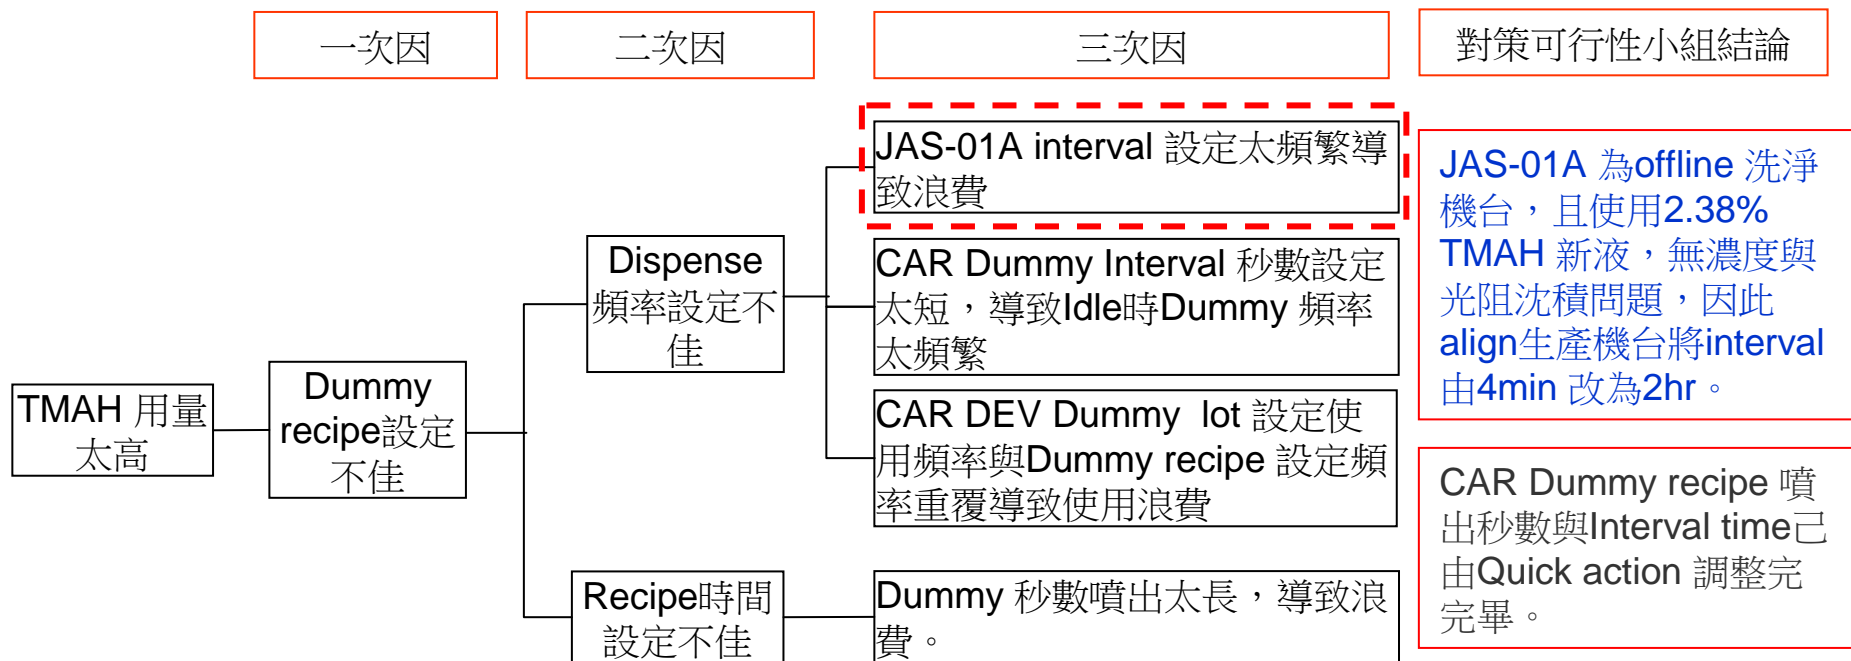 一次因
二次因
三次因
對策可行性小組結論
TMAH 用量
太高
Dummy
recipe設定
不佳
Dispense
頻率設定不
佳
Recipe時間
設定不佳
JAS-01A interval 設定太頻繁導
致浪費
CAR Dummy Interval 秒數設定
太短，導致Idle時Dummy 頻率
太頻繁
CAR DEV Dummy lot 設定使
用頻率與Dummy recipe 設定頻
率重覆導致使用浪費
Dummy 秒數噴出太長，導致浪
費。
JAS-01A 為offline 洗淨
機台，且使用2.38%
TMAH 新液，無濃度與
光阻沈積問題，因此
align生產機台將interval
由4min 改為2hr。
CAR Dummy recipe 噴
出秒數與Interval time己
由Quick action 調整完
完畢。